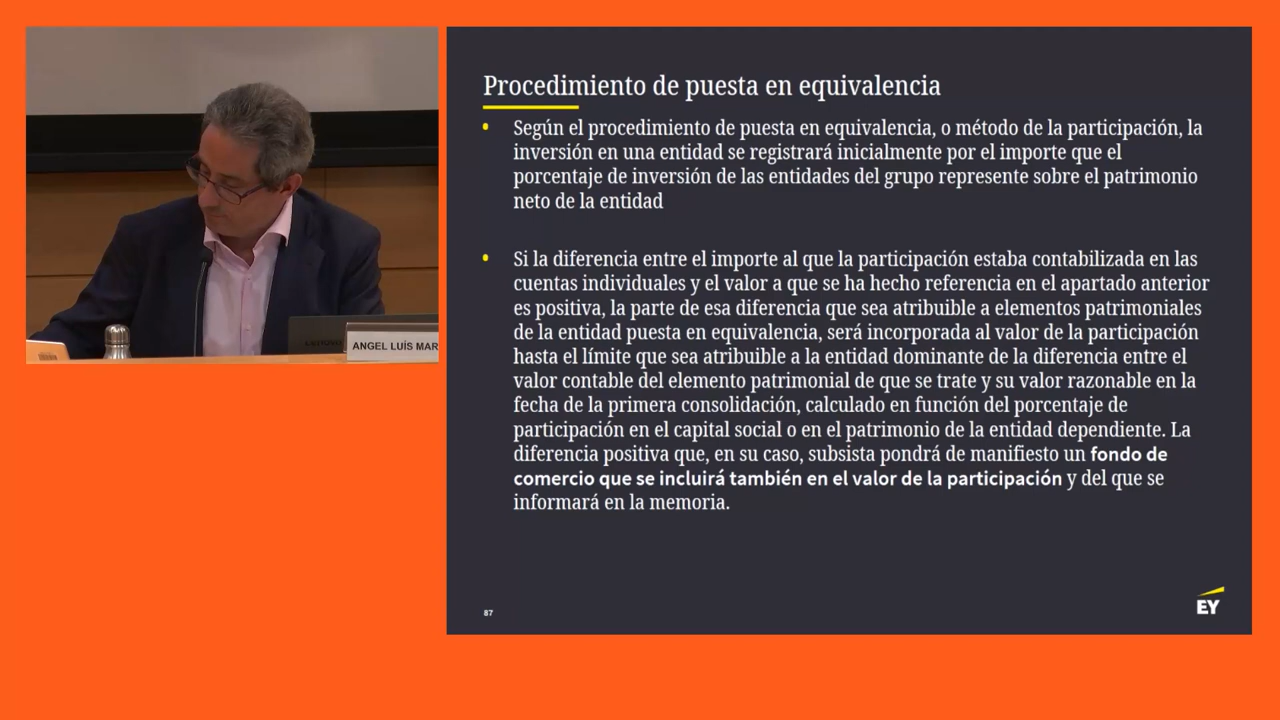 ANGEL LUÍS MAR
Procedimiento de puesta en equivalencia
• Según el procedimiento de puesta en equivalencia, o método de la participación, la
inversión en una entidad se registrará inicialmente por el importe que el
porcentaje de inversión de las entidades del grupo represente sobre el patrimonio
neto de la entidad
• Si la diferencia entre el importe al que la participación estaba contabilizada en las
cuentas individuales y el valor a que se ha hecho referencia en el apartado anterior
es positiva, la parte de esa diferencia que sea atribuible a elementos patrimoniales
de la entidad puesta en equivalencia, será incorporada al valor de la participación
hasta el límite que sea atribuible a la entidad dominante de la diferencia entre el
valor contable del elemento patrimonial de que se trate y su valor razonable en la
fecha de la primera consolidación, calculado en función del porcentaje de
participación en el capital social o en el patrimonio de la entidad dependiente. La
diferencia positiva que, en su caso, subsista pondrá de manifiesto un fondo de
comercio que se incluirá también en el valor de la participación y del que se
informará en la memoria.
87
EY